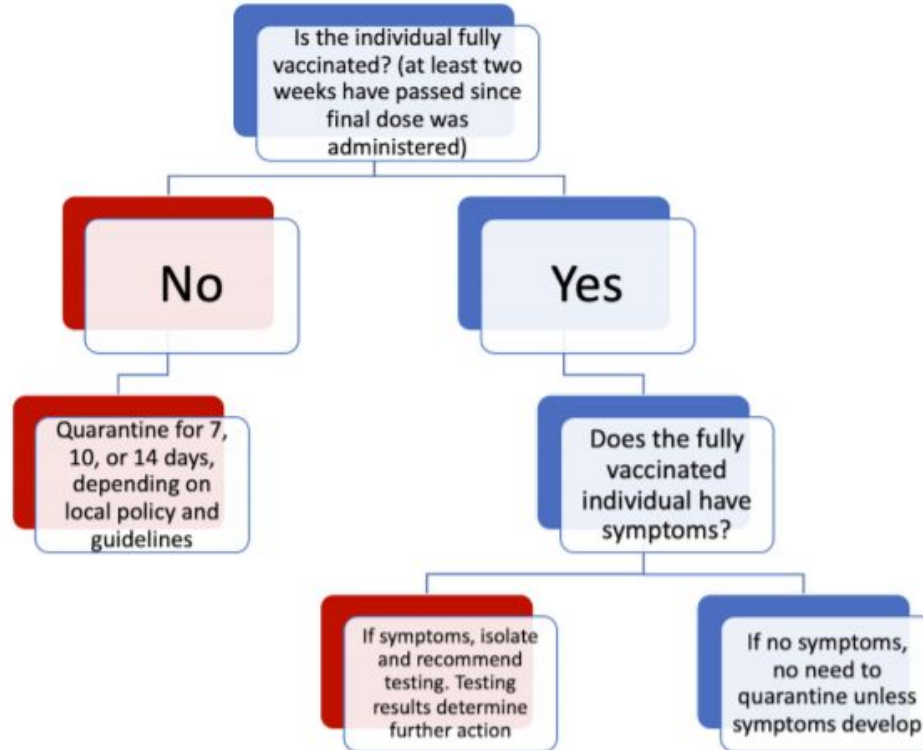 Is the individual fully
vaccinated? (at least two
weeks have passed since
final dose was
administered)
No
Yes
Quarantine for 7,
10, or 14 days,
depending on
local policy and
guidelines
Does the fully
vaccinated
individual have
symptoms?
If symptoms, isolate
and recommend
testing. Testing
results determine
further action
If no symptoms,
no need to
quarantine unless
symptoms develop